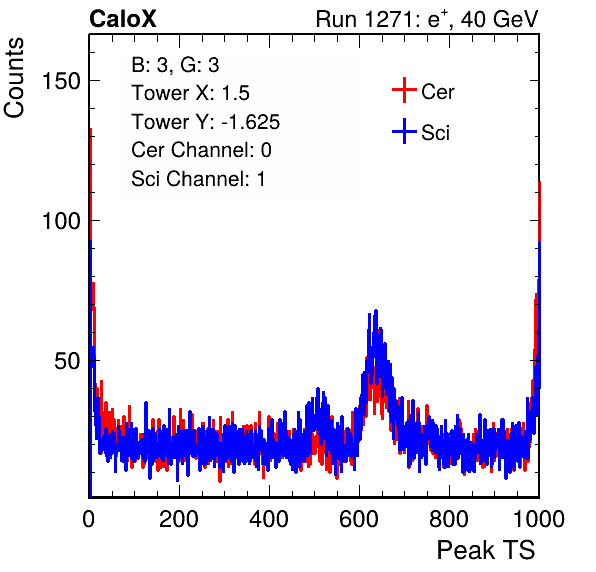 CaloX Run 1271: e⁺, 40 GeV
Counts
B: 3, G: 3
Tower X: 1.5
Tower Y: -1.625
Cer Channel: 0
Sci Channel: 1
Cer
Sci
150
100
50
0 200 400 600 800 1000
Peak TS